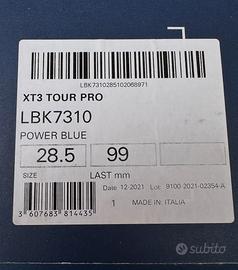 LBK7310285102068971
XT3 TOUR PRO
LBK7310
POWER BLUE
28.5 99
SIZE LAST mm
Date 12-2021 Lot: 9100 2021-02354-A
1 MADE IN: ITALIA
3 607683 814435
subito